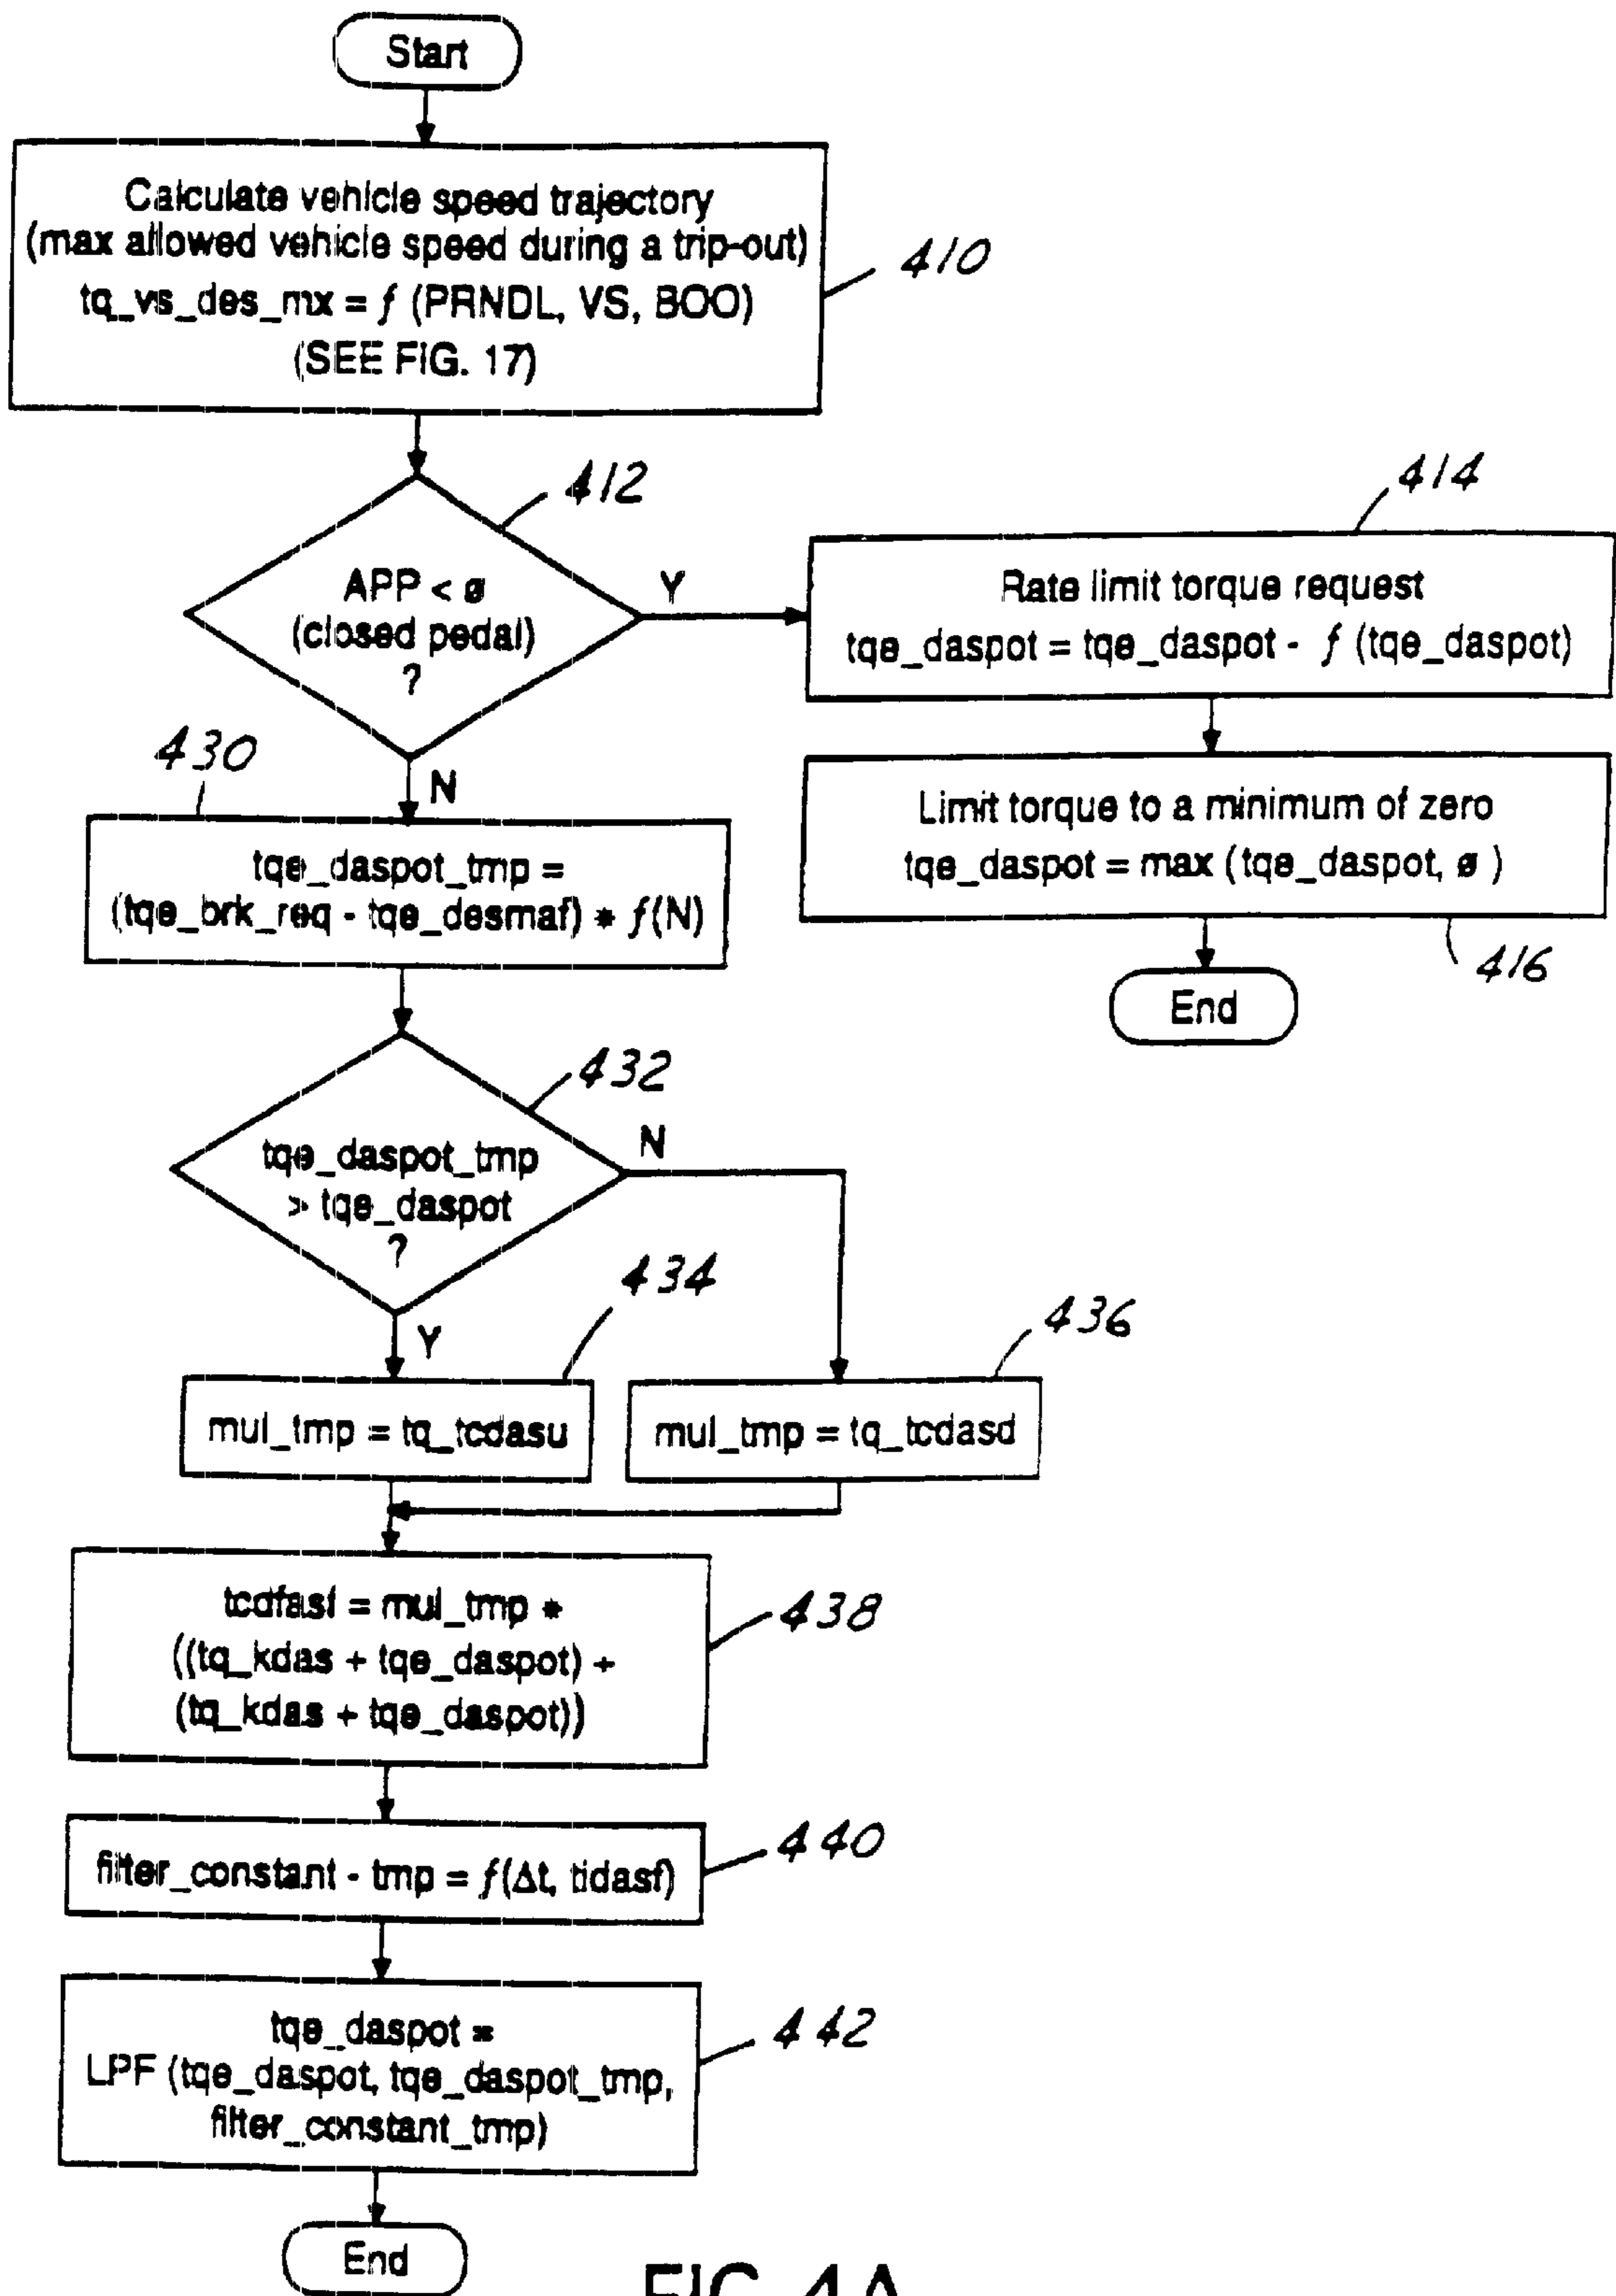 Start
Calculate vehicle speed trajectory
(max allowed vehicle speed during a trip-out)
tq_vs_des_mx = ƒ (PRNDL, VS, BOO)
(SEE FIG. 17)
410
412
APP < ø
(closed pedal)
?
Y
414
Rate limit torque request
tqe_daspot = tqe_daspot - ƒ (tqe_daspot)
Limit torque to a minimum of zero
tqe_daspot = max (tqe_daspot, ø )
416
End
N
430
tqe_daspot_tmp =
(tqe_brk_req - tqe_desmaf) * ƒ(N)
432
tqe_daspot_tmp
> tqe_daspot
?
N
Y
434
mul_tmp = tq_tcdasu
436
mul_tmp = tq_tcdasd
tcdfasf = mul_tmp *
((tq_kdas + tqe_daspot) +
(tq_kdas + tqe_daspot))
438
filter_constant - tmp = ƒ(Δt, tidasf)
440
tqe_daspot =
LPF (tqe_daspot, tqe_daspot_tmp,
filter_constant_tmp)
442
End
FIG. 4A